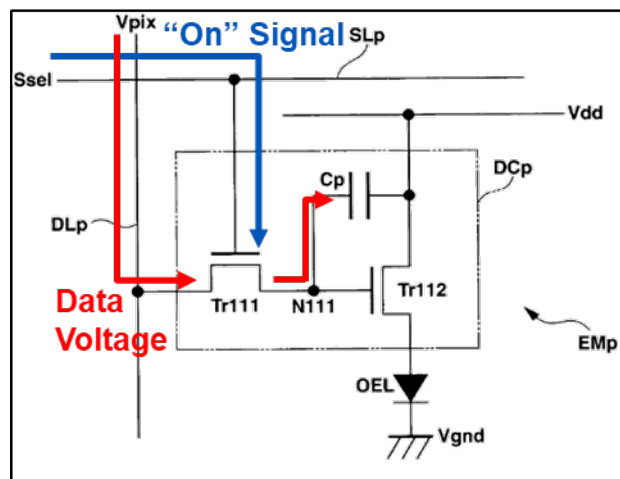 Vpix
“On” Signal
SLp
Ssel
Vdd
Cp
DCp
DLp
Data
Voltage
Tr111
N111
Tr112
EMp
OEL
Vgnd